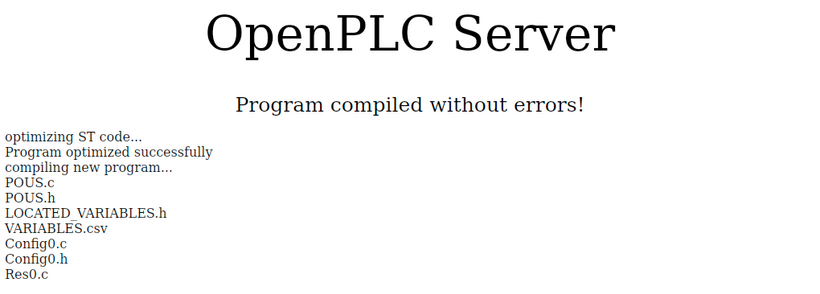 OpenPLC Server
Program compiled without errors!
optimizing ST code...
Program optimized successfully
compiling new program...
POUS.c
POUS.h
LOCATED_VARIABLES.h
VARIABLES.csv
Config0.c
Config0.h
Res0.c